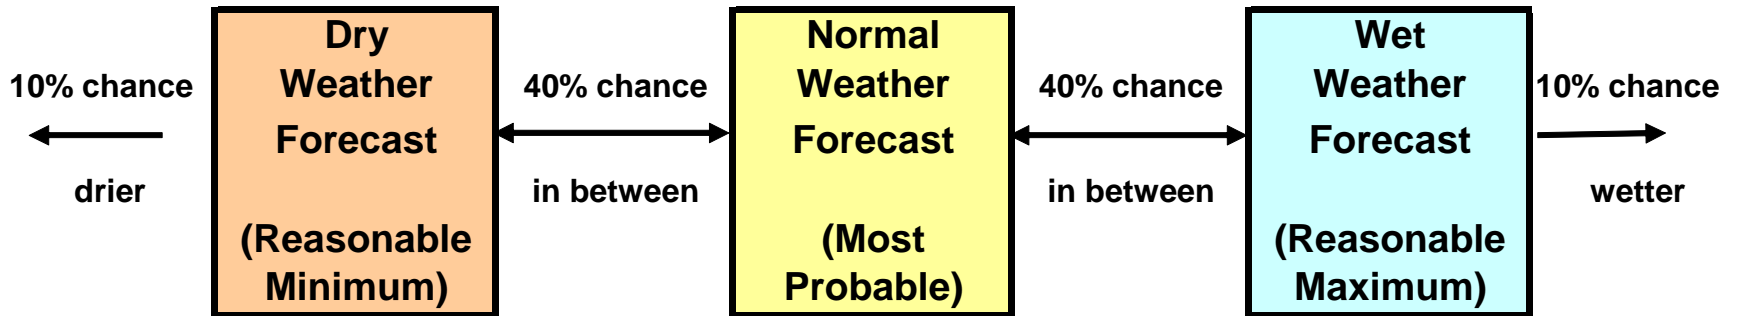 10% chance
drier
Dry
Weather
Forecast
(Reasonable
Minimum)
40% chance
in between
Normal
Weather
Forecast
(Most
Probable)
40% chance
in between
Wet
Weather
Forecast
(Reasonable
Maximum)
10% chance
wetter